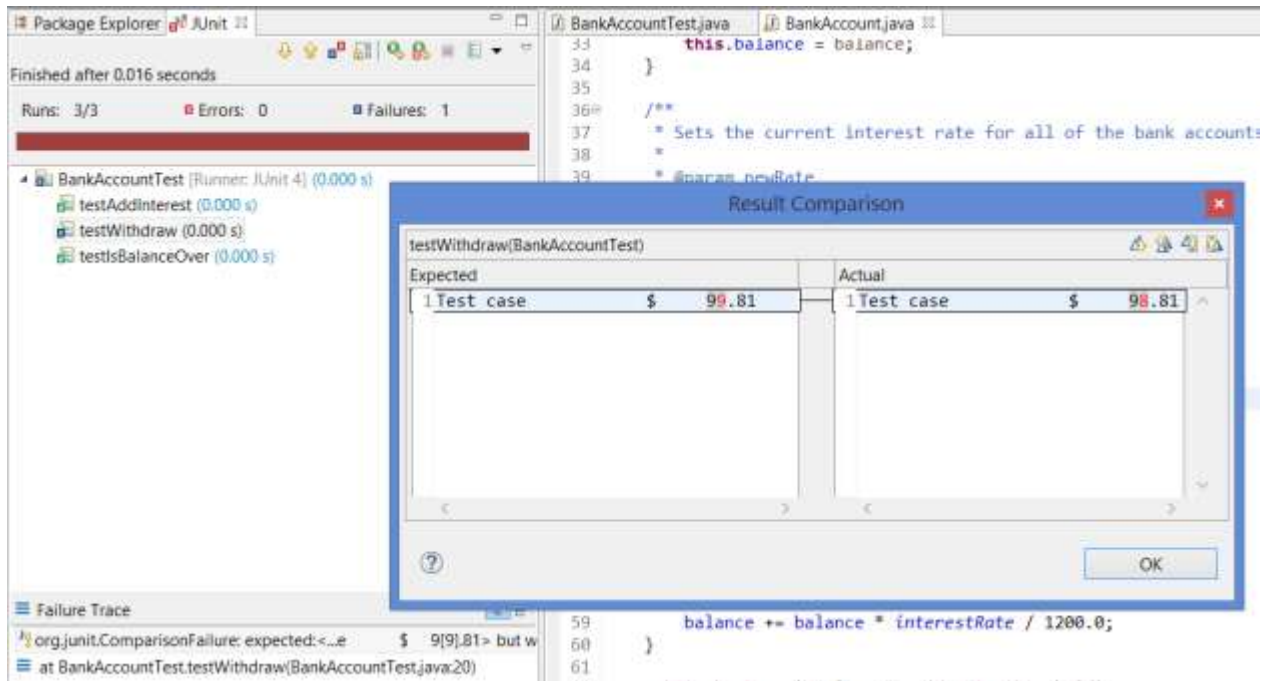 Package Explorer JUnit
Finished after 0.016 seconds
Runs: 3/3 Errors: 0 Failures: 1
BankAccountTest [Runner: JUnit 4] (0.000 s)
testAddInterest (0.000 s)
testWithdraw (0.000 s)
testIsBalanceOver (0.000 s)
Failure Trace
org.junit.ComparisonFailure: expected:<...e $ 9[9].81> but w
at BankAccountTest.testWithdraw(BankAccountTest.java:20)
BankAccountTest.java BankAccount.java
33 this.balance = balance;
34 }
35
36 /**
37 * Sets the current interest rate for all of the bank accounts
38 *
39 * @param newRate
Result Comparison
testWithdraw(BankAccountTest)
Expected Actual
1 Test case $ 99.81 1 Test case $ 98.81
OK
59 balance += balance * interestRate / 1200.0;
60 }
61